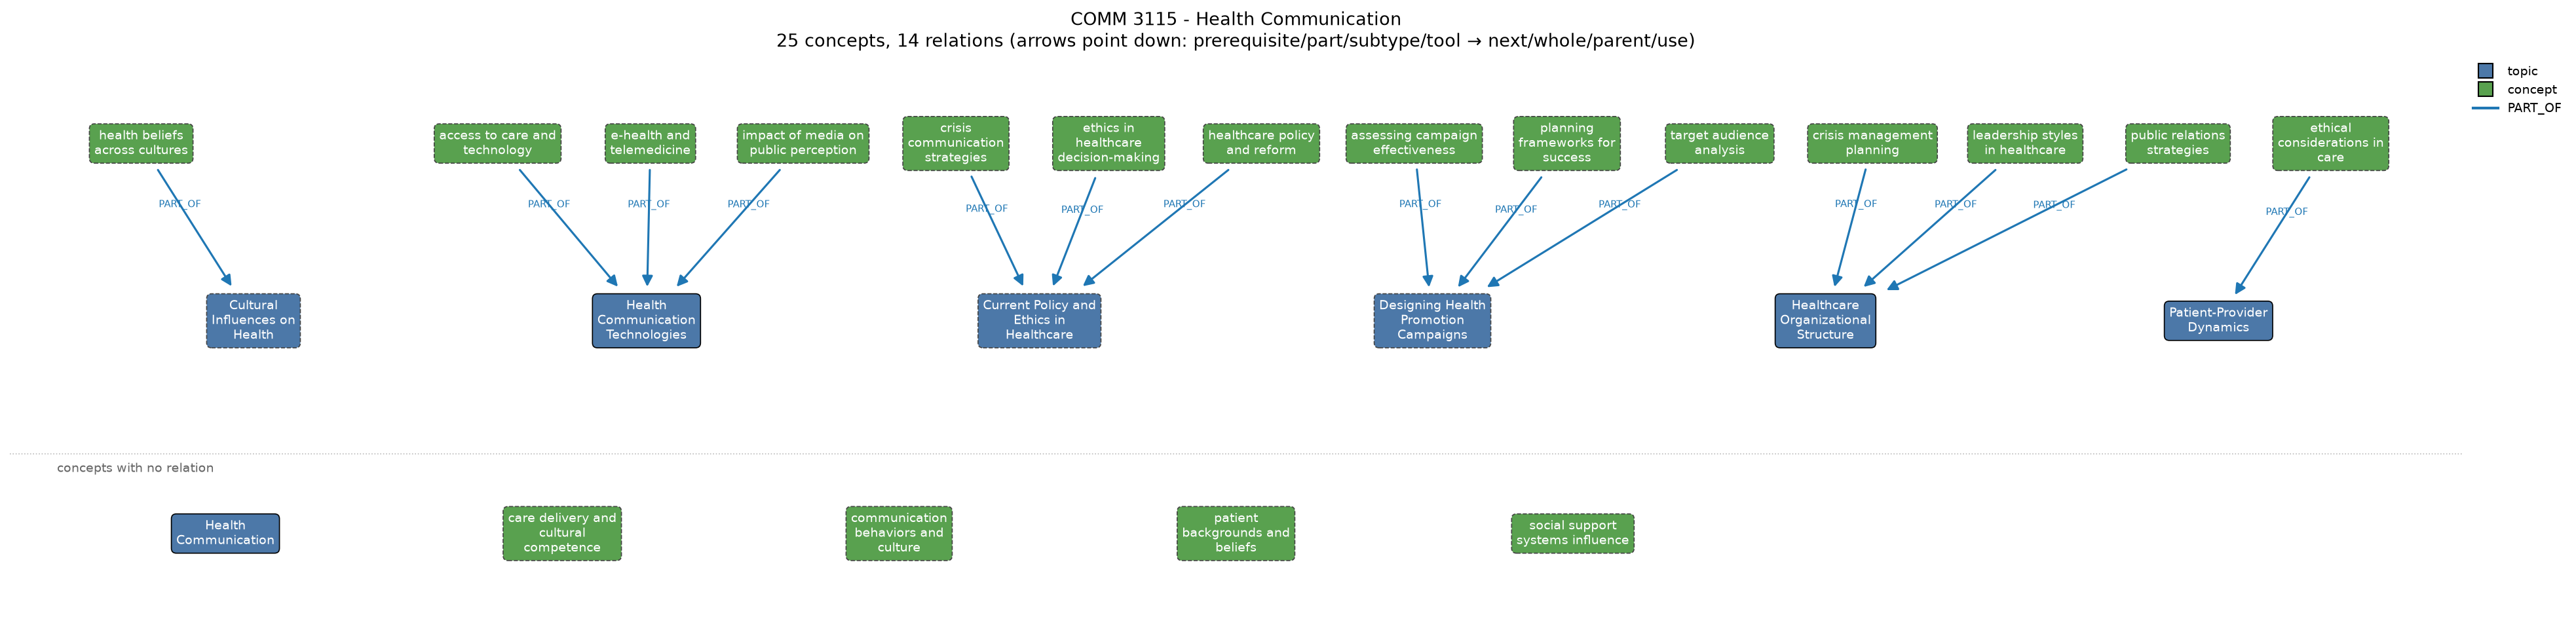 COMM 3115 - Health Communication
25 concepts, 14 relations (arrows point down: prerequisite/part/subtype/tool → next/whole/parent/use)
topic
concept
PART_OF
health beliefs
across cultures
access to care and
technology
e-health and
telemedicine
impact of media on
public perception
crisis
communication
strategies
ethics in
healthcare
decision-making
healthcare policy
and reform
assessing campaign
effectiveness
planning
frameworks for
success
target audience
analysis
crisis management
planning
leadership styles
in healthcare
public relations
strategies
ethical
considerations in
care
PART_OF
PART_OF
PART_OF
PART_OF
PART_OF
PART_OF
PART_OF
PART_OF
PART_OF
PART_OF
PART_OF
PART_OF
PART_OF
PART_OF
Cultural
Influences on
Health
Health
Communication
Technologies
Current Policy and
Ethics in
Healthcare
Designing Health
Promotion
Campaigns
Healthcare
Organizational
Structure
Patient-Provider
Dynamics
concepts with no relation
Health
Communication
care delivery and
cultural
competence
communication
behaviors and
culture
patient
backgrounds and
beliefs
social support
systems influence